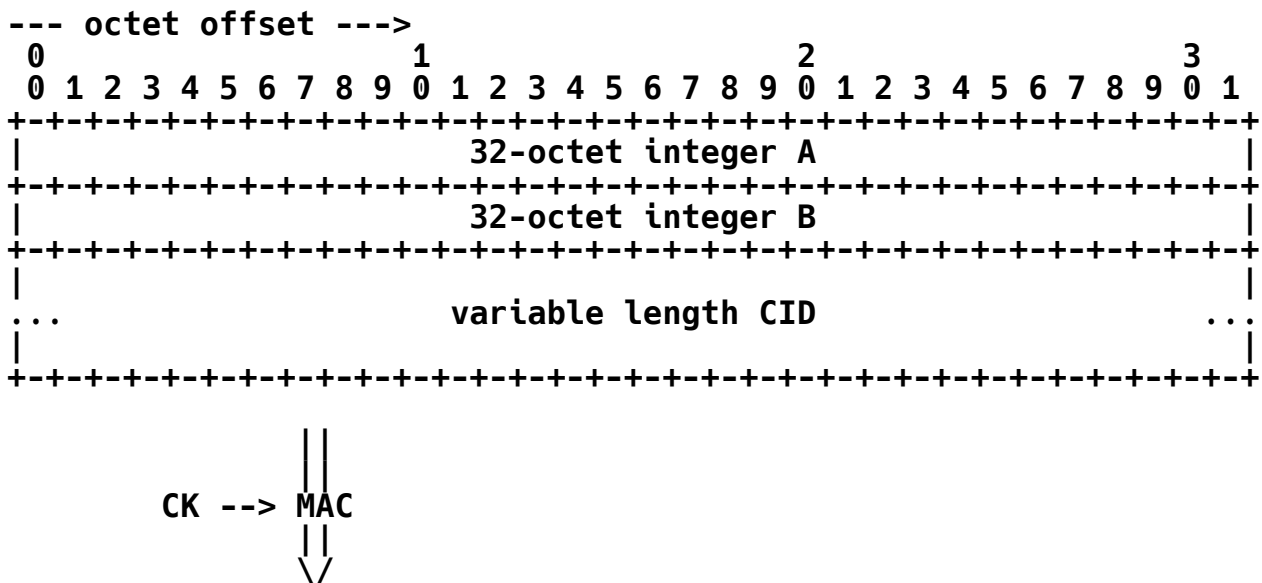 --- octet offset --->
 0                   1                   2                   3
 0 1 2 3 4 5 6 7 8 9 0 1 2 3 4 5 6 7 8 9 0 1 2 3 4 5 6 7 8 9 0 1
+-+-+-+-+-+-+-+-+-+-+-+-+-+-+-+-+-+-+-+-+-+-+-+-+-+-+-+-+-+-+-+-+
|                       32-octet integer A                      |
+-+-+-+-+-+-+-+-+-+-+-+-+-+-+-+-+-+-+-+-+-+-+-+-+-+-+-+-+-+-+-+-+
|                       32-octet integer B                      |
+-+-+-+-+-+-+-+-+-+-+-+-+-+-+-+-+-+-+-+-+-+-+-+-+-+-+-+-+-+-+-+-+
|                                                               |
...                    variable length CID                    ...
|                                                               |
+-+-+-+-+-+-+-+-+-+-+-+-+-+-+-+-+-+-+-+-+-+-+-+-+-+-+-+-+-+-+-+-+
               ||
               ||
        CK --> MAC
               ||
               \/